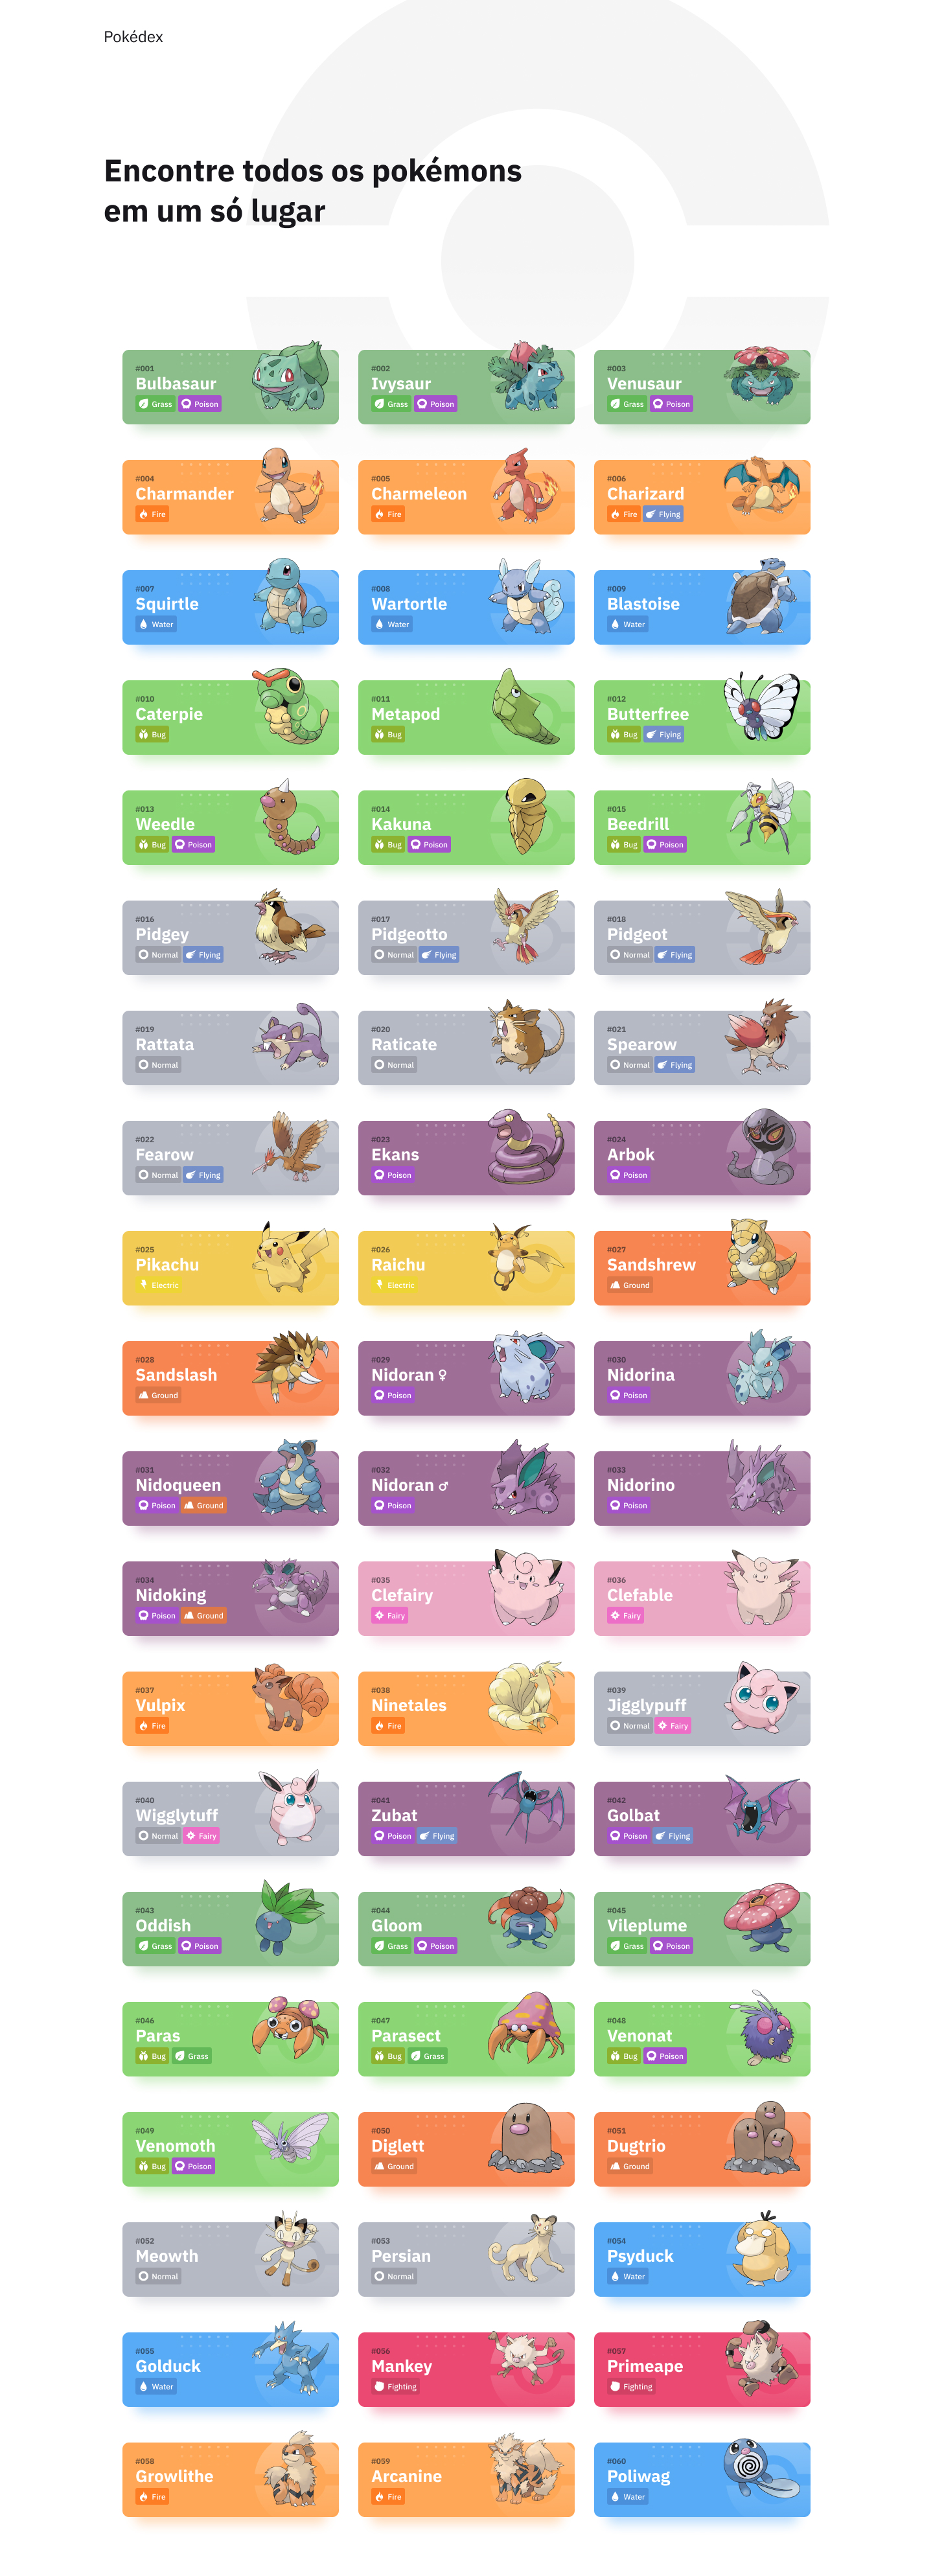 Pokédex
Encontre todos os pokémons
em um só lugar
#001
Bulbasaur
Grass Poison
#002
Ivysaur
Grass Poison
#003
Venusaur
Grass Poison
#004
Charmander
Fire
#005
Charmeleon
Fire
#006
Charizard
Fire Flying
#007
Squirtle
Water
#008
Wartortle
Water
#009
Blastoise
Water
#010
Caterpie
Bug
#011
Metapod
Bug
#012
Butterfree
Bug Flying
#013
Weedle
Bug Poison
#014
Kakuna
Bug Poison
#015
Beedrill
Bug Poison
#016
Pidgey
Normal Flying
#017
Pidgeotto
Normal Flying
#018
Pidgeot
Normal Flying
#019
Rattata
Normal
#020
Raticate
Normal
#021
Spearow
Normal Flying
#022
Fearow
Normal Flying
#023
Ekans
Poison
#024
Arbok
Poison
#025
Pikachu
Electric
#026
Raichu
Electric
#027
Sandshrew
Ground
#028
Sandslash
Ground
#029
Nidoran ♀
Poison
#030
Nidorina
Poison
#031
Nidoqueen
Poison Ground
#032
Nidoran ♂
Poison
#033
Nidorino
Poison
#034
Nidoking
Poison Ground
#035
Clefairy
Fairy
#036
Clefable
Fairy
#037
Vulpix
Fire
#038
Ninetales
Fire
#039
Jigglypuff
Normal Fairy
#040
Wigglytuff
Normal Fairy
#041
Zubat
Poison Flying
#042
Golbat
Poison Flying
#043
Oddish
Grass Poison
#044
Gloom
Grass Poison
#045
Vileplume
Grass Poison
#046
Paras
Bug Grass
#047
Parasect
Bug Grass
#048
Venonat
Bug Poison
#049
Venomoth
Bug Poison
#050
Diglett
Ground
#051
Dugtrio
Ground
#052
Meowth
Normal
#053
Persian
Normal
#054
Psyduck
Water
#055
Golduck
Water
#056
Mankey
Fighting
#057
Primeape
Fighting
#058
Growlithe
Fire
#059
Arcanine
Fire
#060
Poliwag
Water